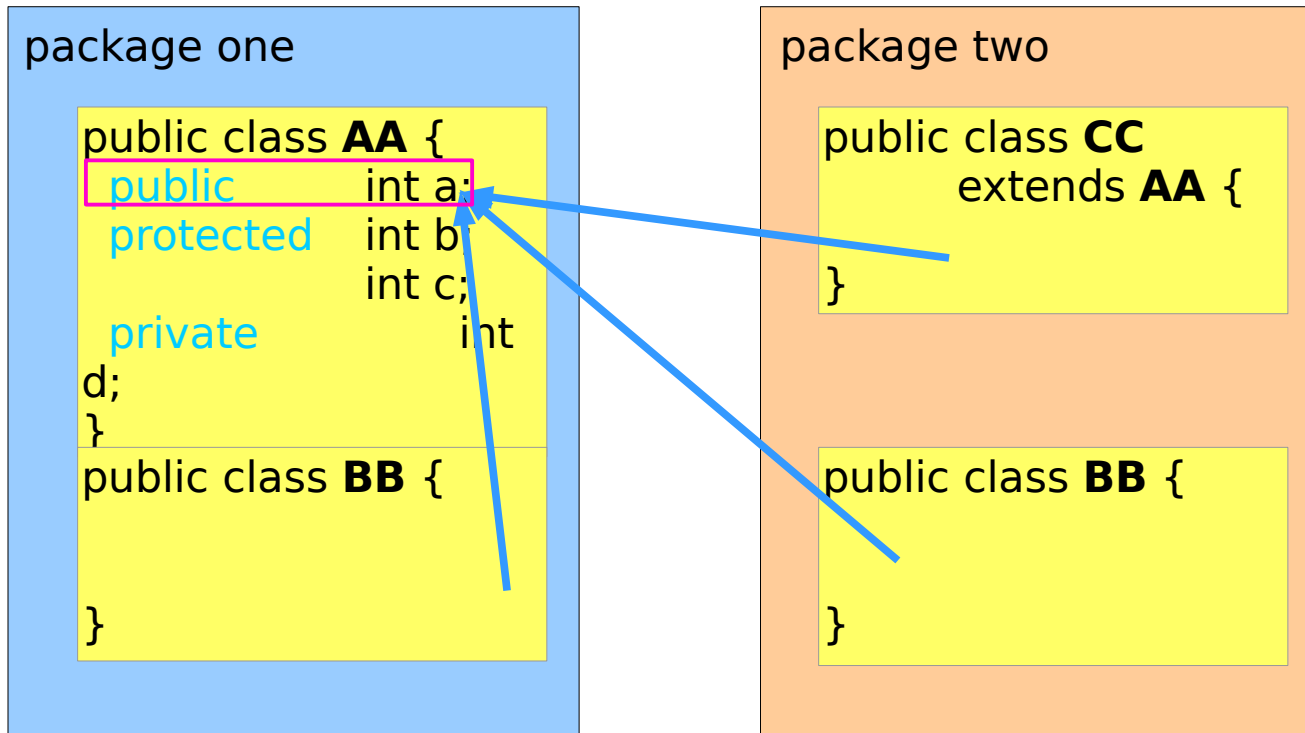 package one
public class AA {
public int a;
protected int b;
int c;
private int
d;
}
public class BB {
}
package two
public class CC
extends AA {
}
public class BB {
}